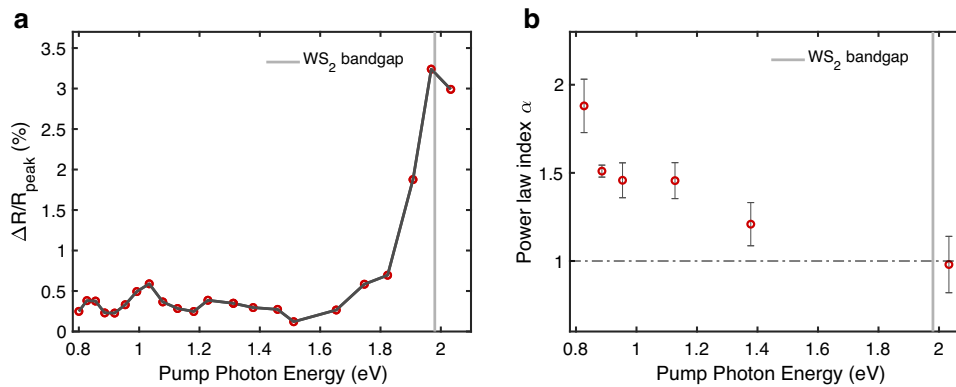 a
3.5
3
2.5
2
1.5
1
0.5
0
ΔR/R_peak (%)
WS₂ bandgap
0.8 1 1.2 1.4 1.6 1.8 2
Pump Photon Energy (eV)
b
2
1.5
1
Power law index α
WS₂ bandgap
0.8 1 1.2 1.4 1.6 1.8 2
Pump Photon Energy (eV)